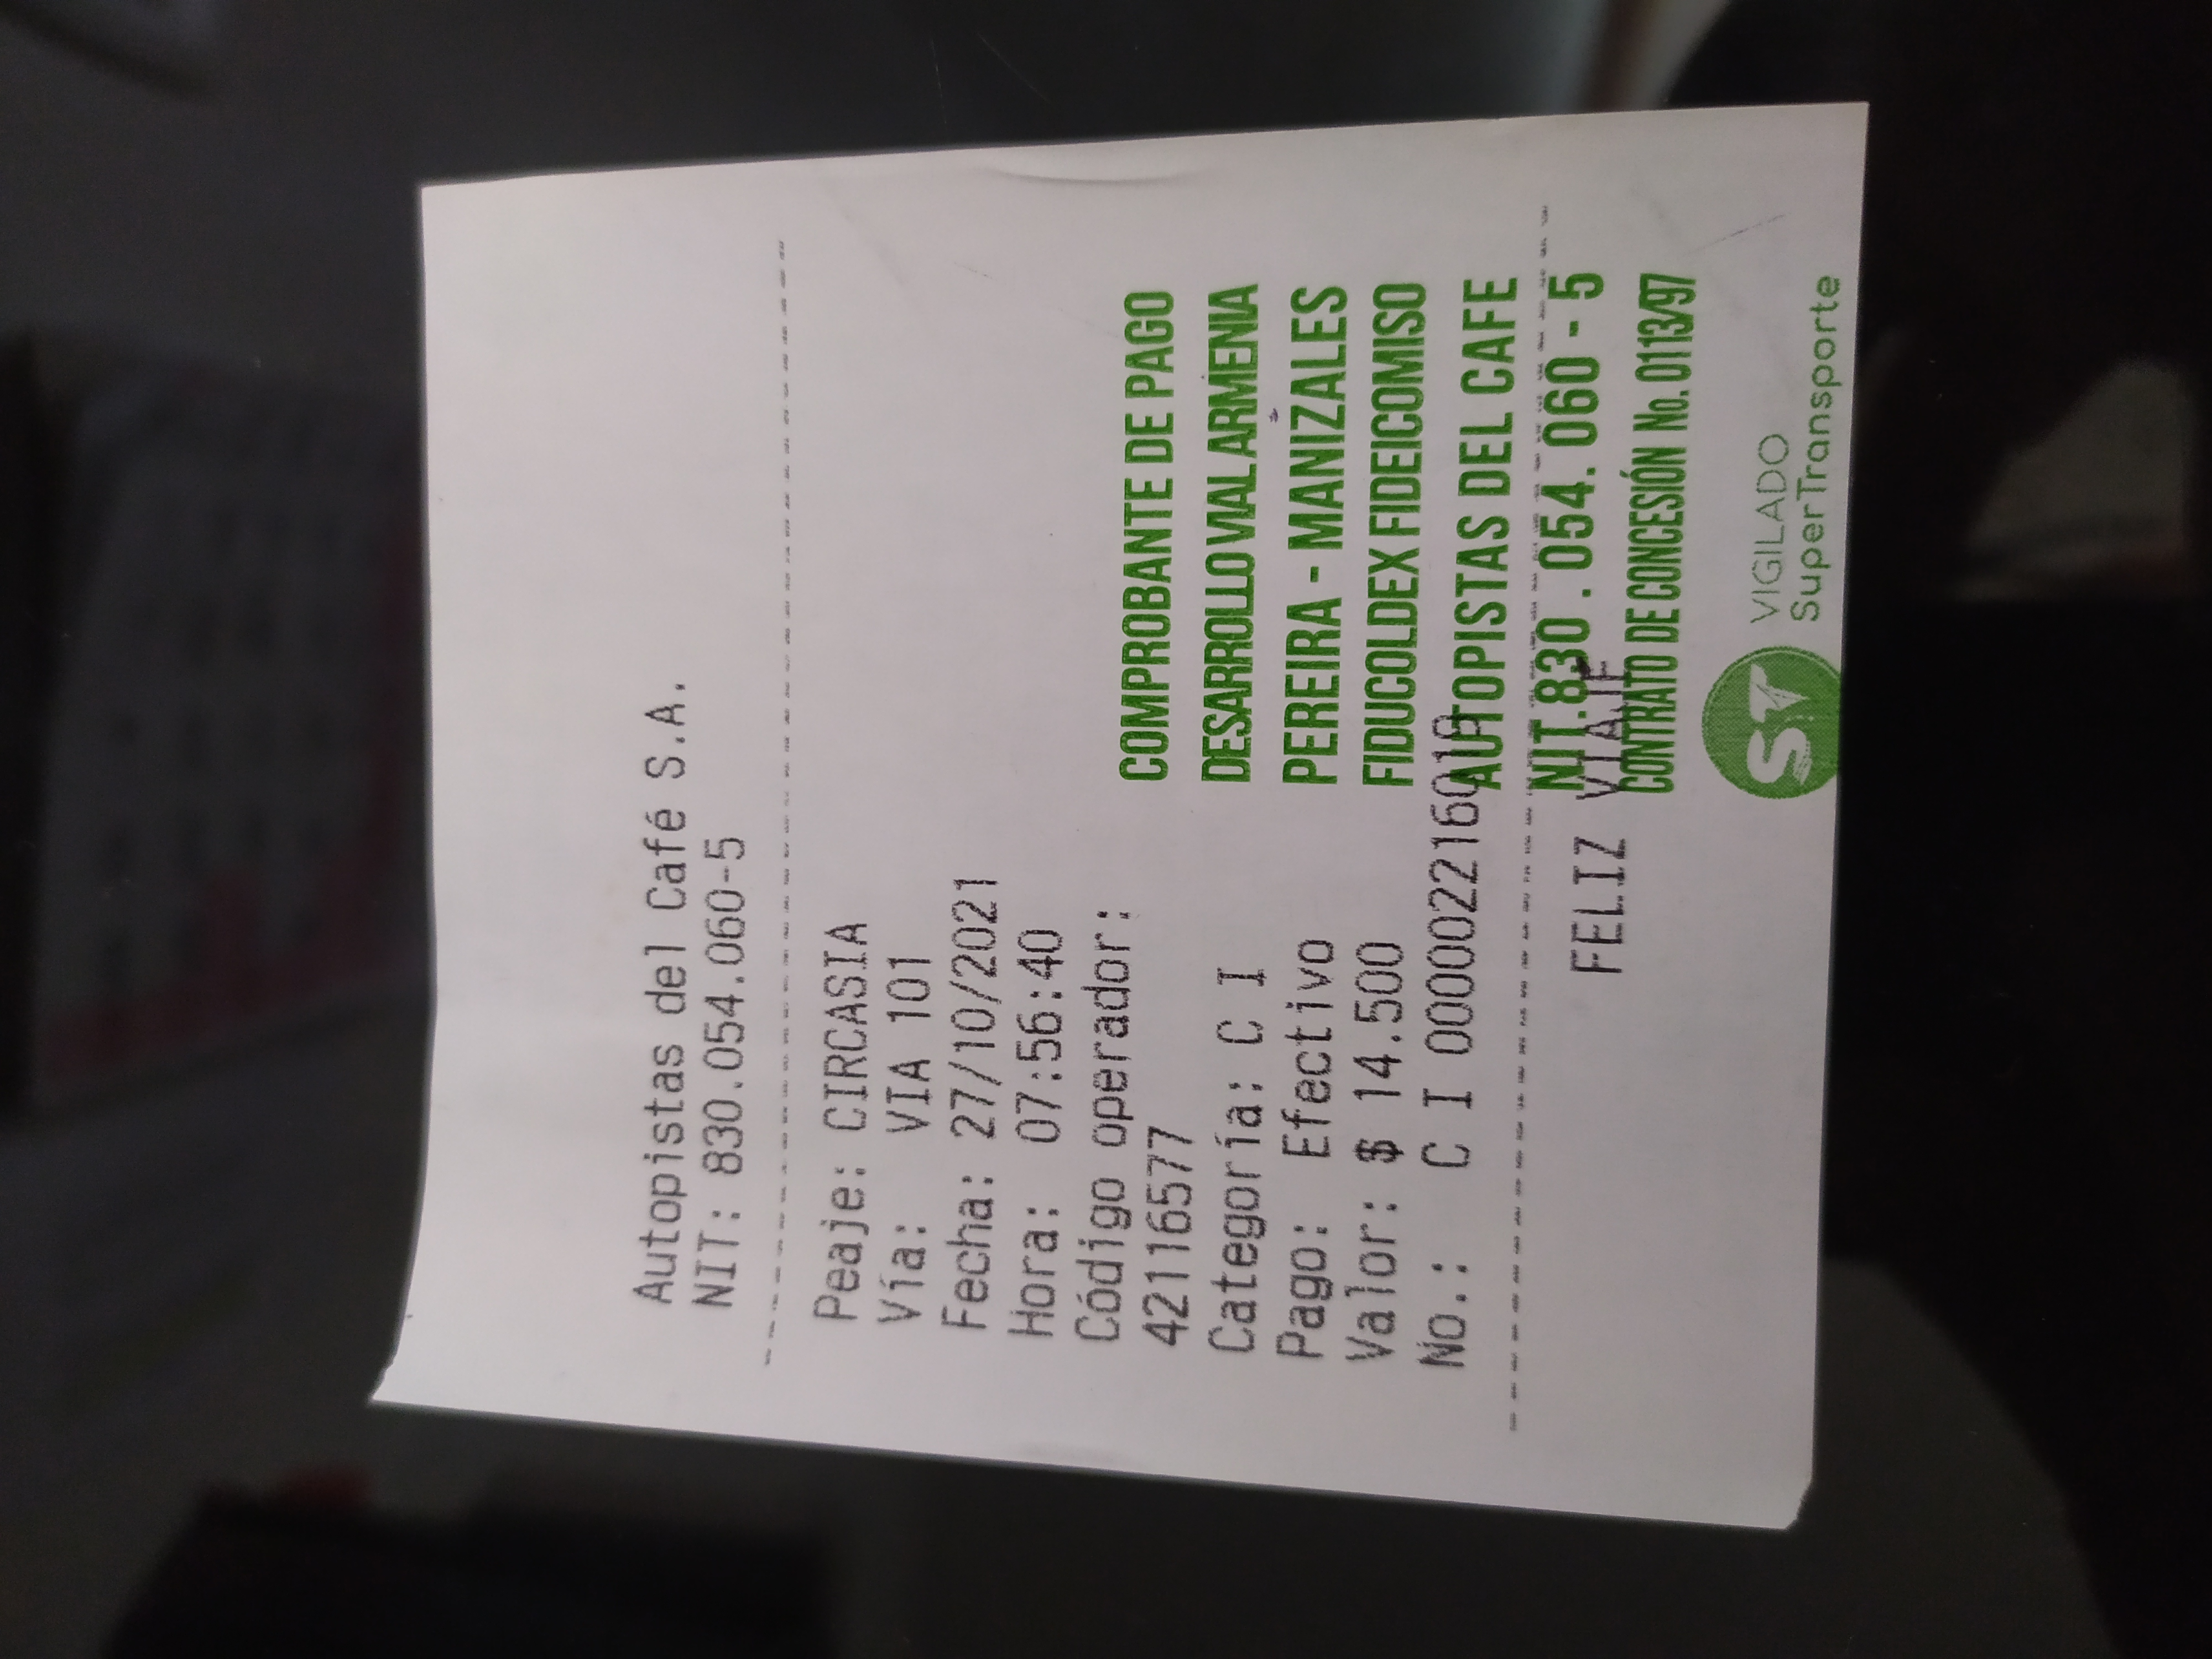 Autopistas del Café S.A.
NIT: 830.054.060-5
Peaje: CIRCASIA
Vía: VIA 101
Fecha: 27/10/2021
Hora: 07:56:40
Código operador:
42116577
Categoría: C I
Pago: Efectivo
Valor: $ 14.500
No.: C I
FELIZ VIAJE
COMPROBANTE DE PAGO
DESARROLLO VIAL ARMENIA
PEREIRA - MANIZALES
FIDUCOLDEX FIDEICOMISO
AUTOPISTAS DEL CAFE
NIT.830.054.060-5
CONTRATO DE CONCESIÓN No. 0113/97
ST
VIGILADO
SuperTransporte